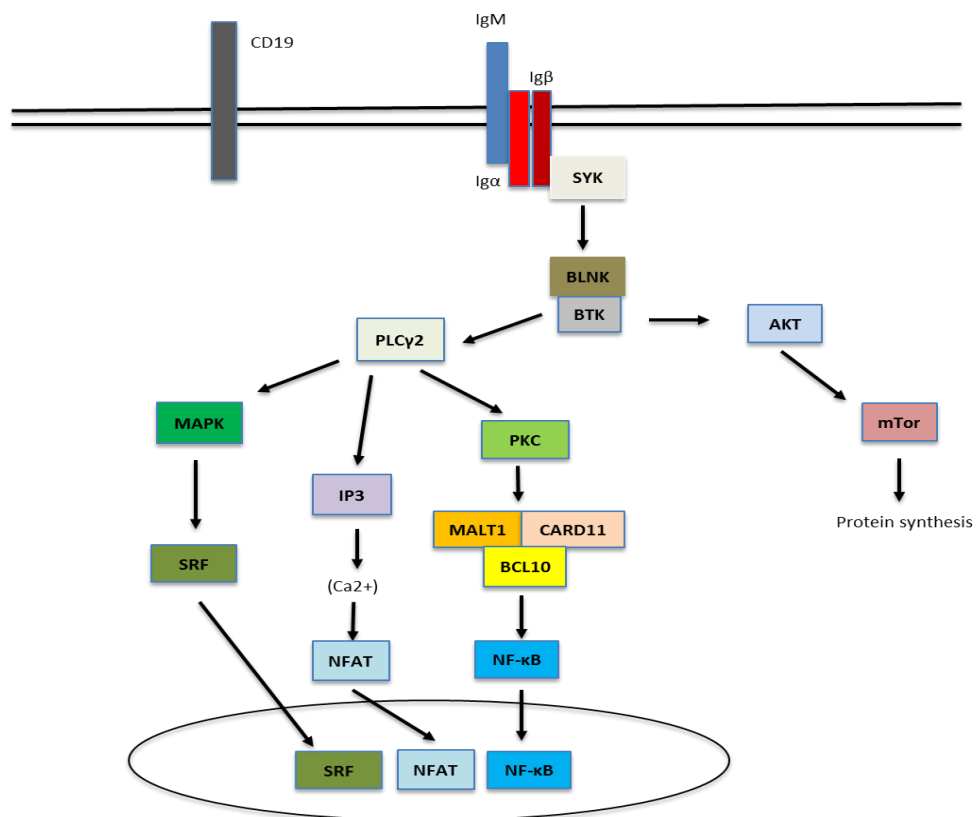 IgM
CD19
Igβ
Igα
SYK
BLNK
BTK
AKT
PLCγ2
MAPK
mTor
PKC
IP3
MALT1
CARD11
Protein synthesis
SRF
BCL10
(Ca2+)
NFAT
NF-κB
SRF
NFAT
NF-κB